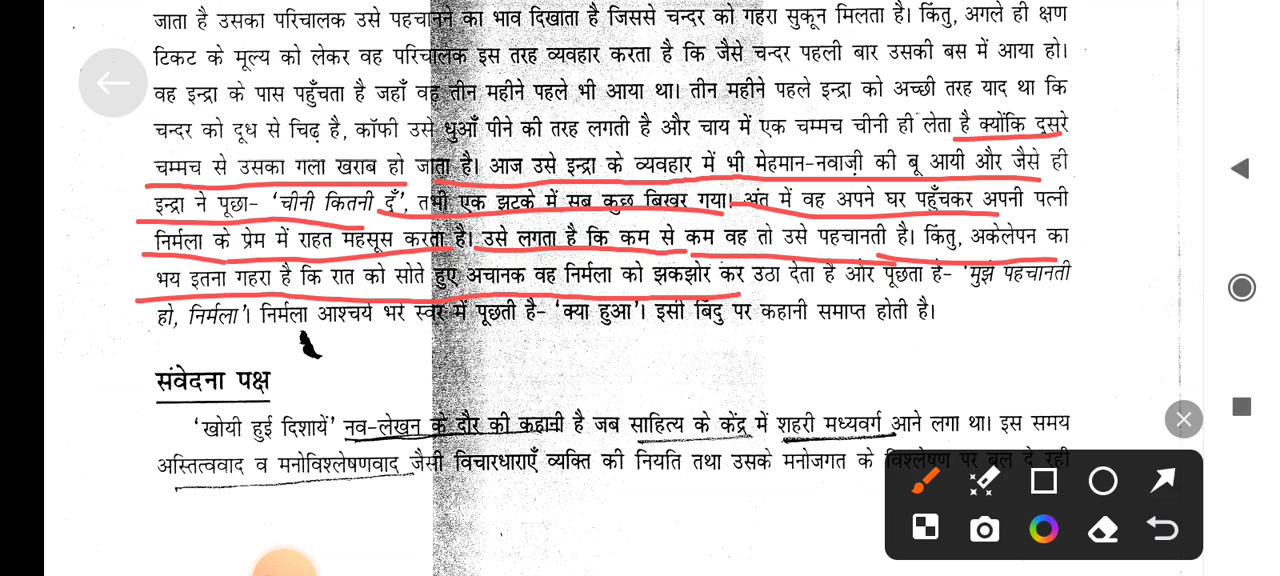 जाता है उसका परिचालक उसे पहचानने का भाव दिखाता है जिससे चन्दर को गहरा सुकून मिलता है। किंतु, अगले ही क्षण
टिकट के मूल्य को लेकर वह परिचालक इस तरह व्यवहार करता है कि जैसे चन्दर पहली बार उसकी बस में आया हो।
वह इन्द्रा के पास पहुँचता है जहाँ वह तीन महीने पहले भी आया था। तीन महीने पहले इन्द्रा को अच्छी तरह याद था कि
चन्दर को दूध से चिढ़ है, कॉफी उसे धुआँ पीने की तरह लगती है और चाय में एक चम्मच चीनी ही लेता है क्योंकि दूसरे
चम्मच से उसका गला खराब हो जाता है। आज उसे इन्द्रा के व्यवहार में भी मेहमान-नवाज़ी की बू आयी और जैसे ही
इन्द्रा ने पूछा- 'चीनी कितनी दूँ', तभी एक झटके में सब कुछ बिखर गया। अंत में वह अपने घर पहुँचकर अपनी पत्नी
निर्मला के प्रेम में राहत महसूस करता है। उसे लगता है कि कम से कम वह तो उसे पहचानती है। किंतु, अकेलेपन का
भय इतना गहरा है कि रात को सोते हुए अचानक वह निर्मला को झकझोर कर उठा देता है और पूछता है- 'मुझे पहचानती
हो, निर्मला'। निर्मला आश्चर्य भरे स्वर में पूछती है- 'क्या हुआ'। इसी बिंदु पर कहानी समाप्त होती है।
संवेदना पक्ष
'खोयी हुई दिशायें' नव-लेखन के दौर की कहानी है जब साहित्य के केंद्र में शहरी मध्यवर्ग आने लगा था। इस समय
अस्तित्ववाद व मनोविश्लेषणवाद जैसी विचारधाराएँ व्यक्ति की नियति तथा उसके मनोजगत के विश्लेषण पर बल दे रही